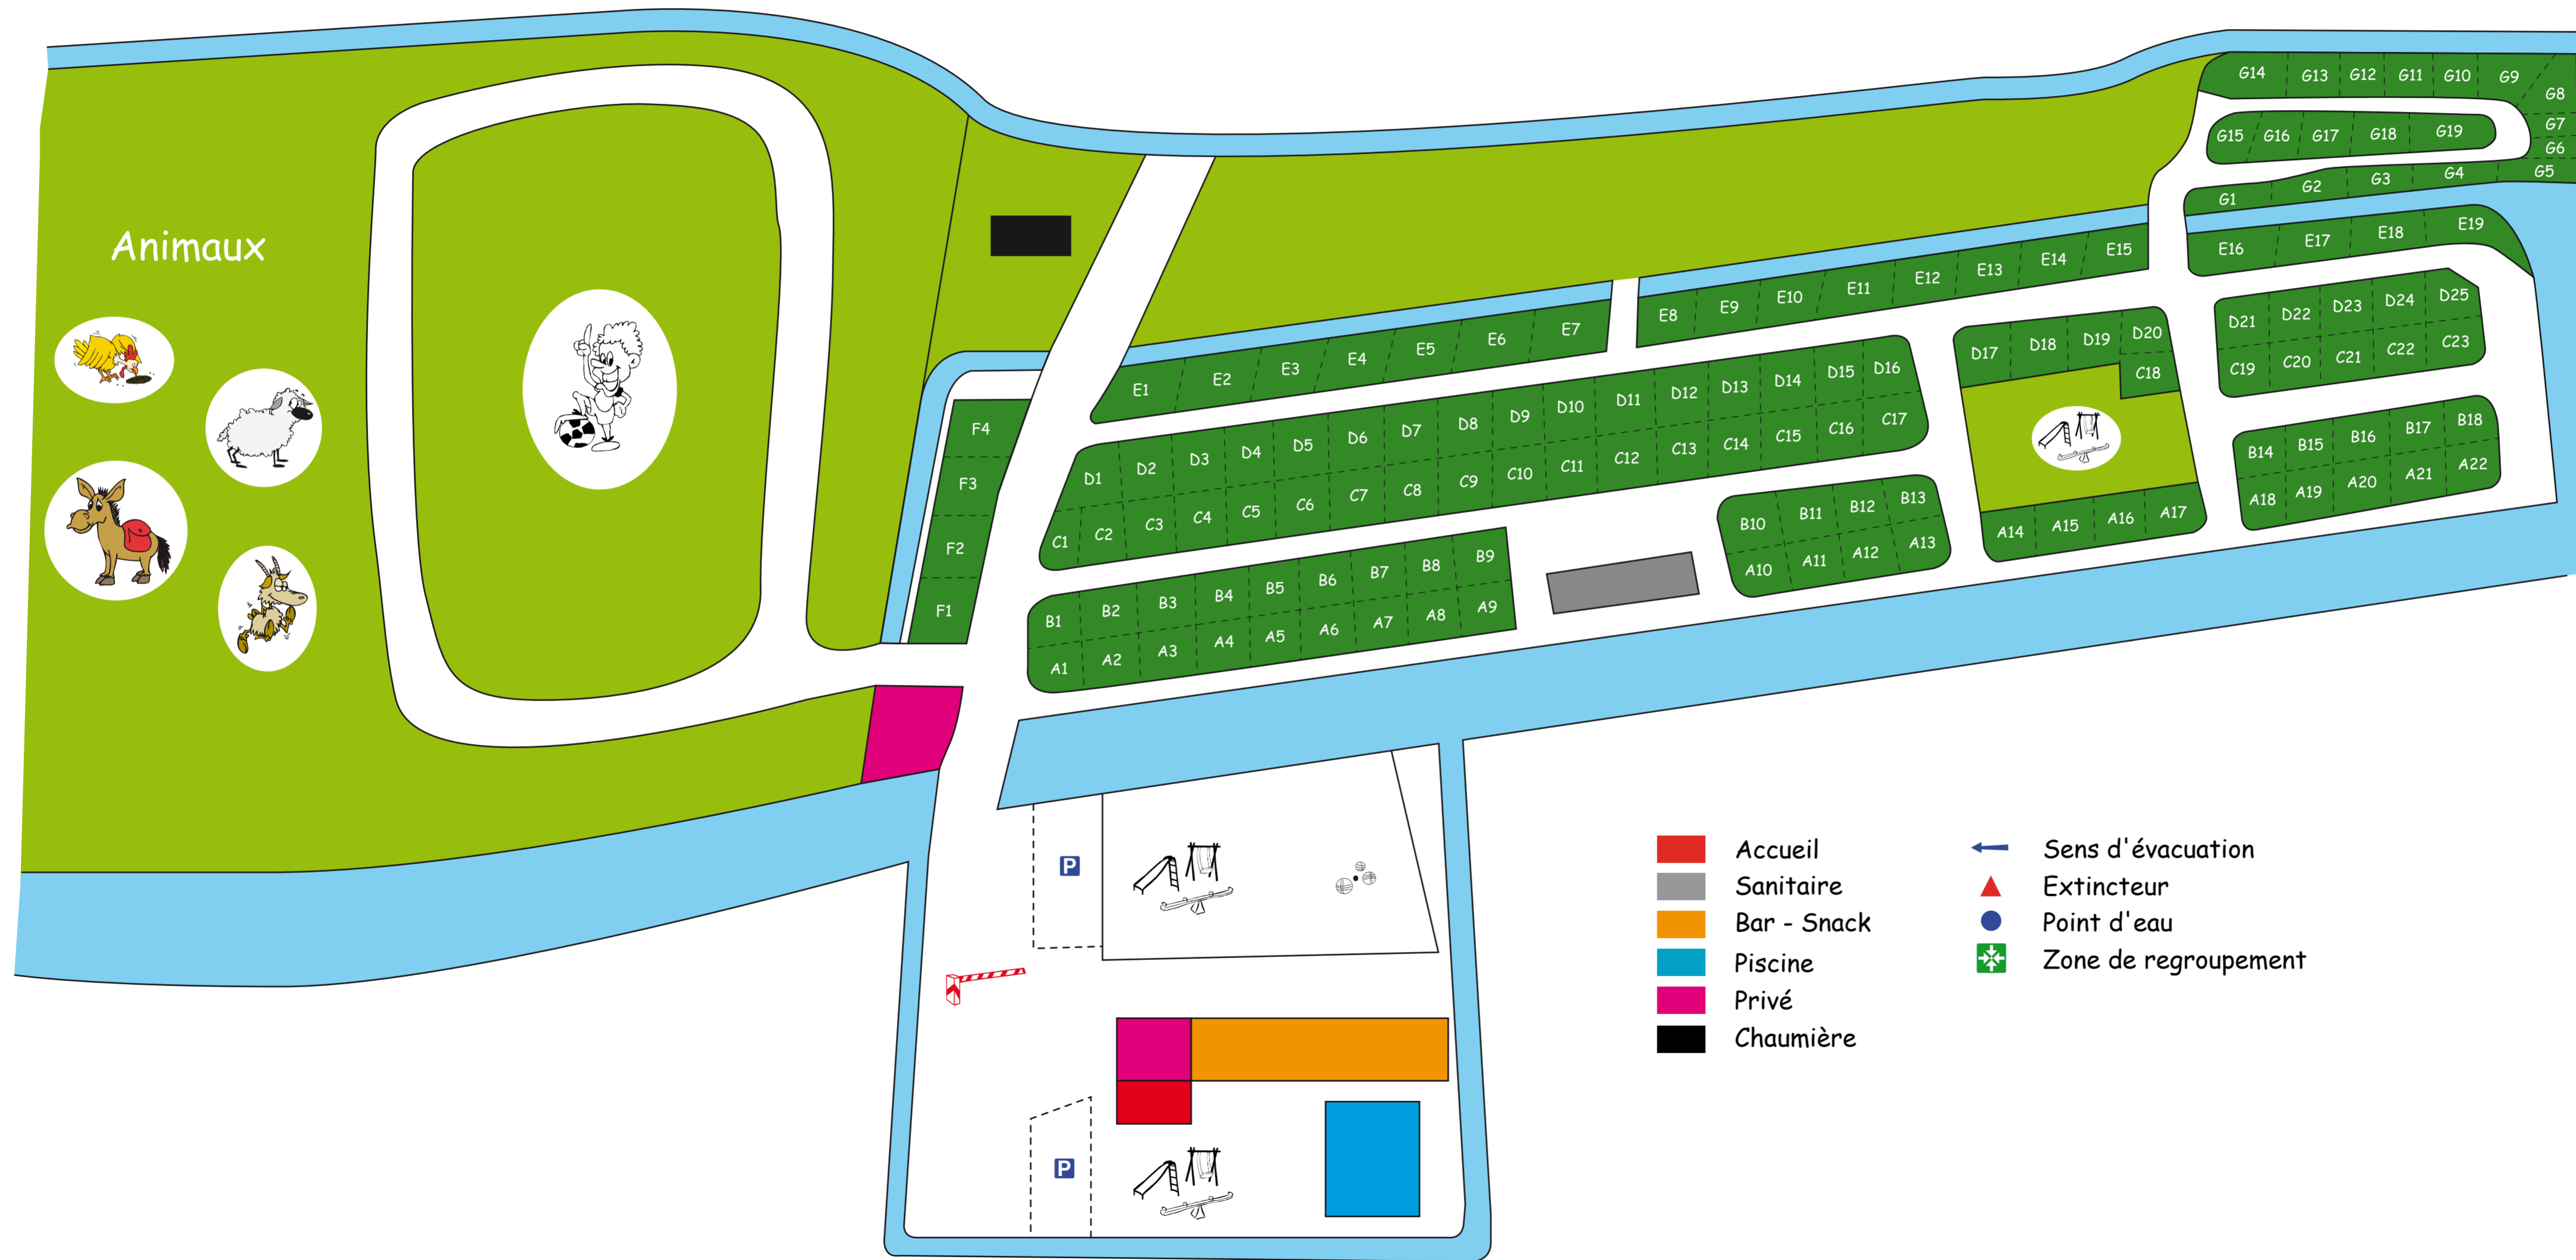 Animaux
G14 G13 G12 G11 G10 G9
G8
G7
G6
G5
G15 G16 G17 G18 G19
G1 G2 G3 G4
E16 E17 E18 E19
E1 E2 E3 E4 E5 E6 E7
E8 E9 E10 E11 E12 E13 E14 E15
F4
F3
F2
F1
D1 D2 D3 D4 D5 D6 D7 D8 D9 D10 D11 D12 D13 D14 D15 D16
C1 C2 C3 C4 C5 C6 C7 C8 C9 C10 C11 C12 C13 C14 C15 C16 C17
D17 D18 D19 D20
C18
D21 D22 D23 D24 D25
C19 C20 C21 C22 C23
B1 B2 B3 B4 B5 B6 B7 B8 B9
A1 A2 A3 A4 A5 A6 A7 A8 A9
B10 B11 B12 B13
A10 A11 A12 A13
A14 A15 A16 A17
B14 B15 B16 B17 B18
A18 A19 A20 A21 A22
P
P
Accueil
Sanitaire
Bar - Snack
Piscine
Privé
Chaumière
Sens d'évacuation
Extincteur
Point d'eau
Zone de regroupement